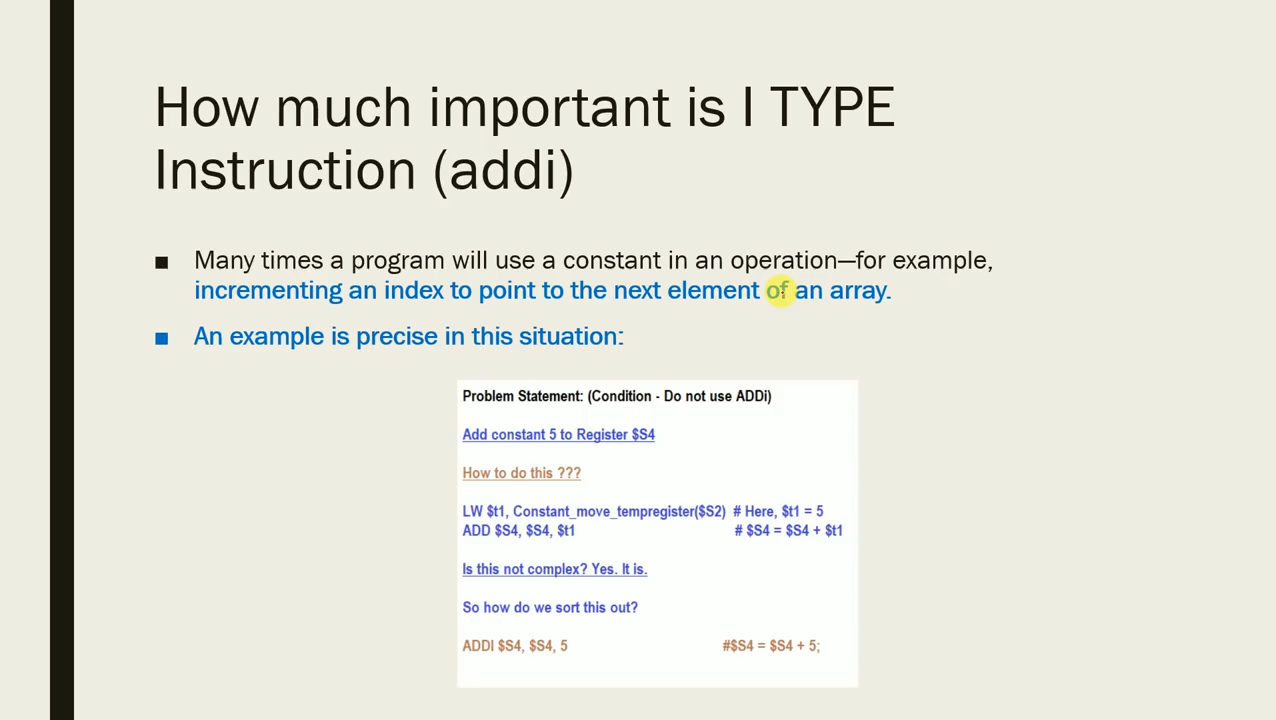 How much important is I TYPE
Instruction (addi)
■ Many times a program will use a constant in an operation—for example,
incrementing an index to point to the next element of an array.
■ An example is precise in this situation:
Problem Statement: (Condition - Do not use ADDi)
Add constant 5 to Register $S4
How to do this ???
LW $t1, Constant_move_tempregister($S2) # Here, $t1 = 5
ADD $S4, $S4, $t1 # $S4 = $S4 + $t1
Is this not complex? Yes. It is.
So how do we sort this out?
ADDI $S4, $S4, 5 #$S4 = $S4 + 5;